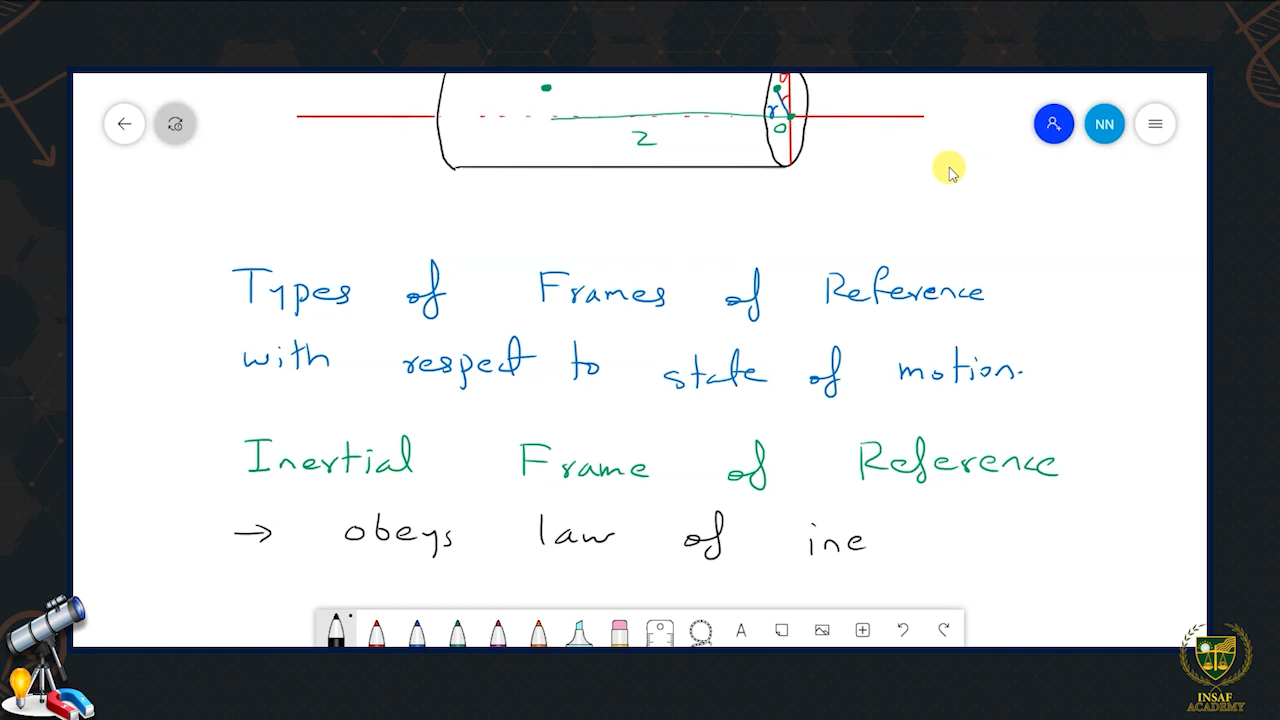 r
θ
Z
NN
Types of Frames of Reference
with respect to state of motion.
Inertial Frame of Reference
→ obeys law of ine
A
INSAF
ACADEMY